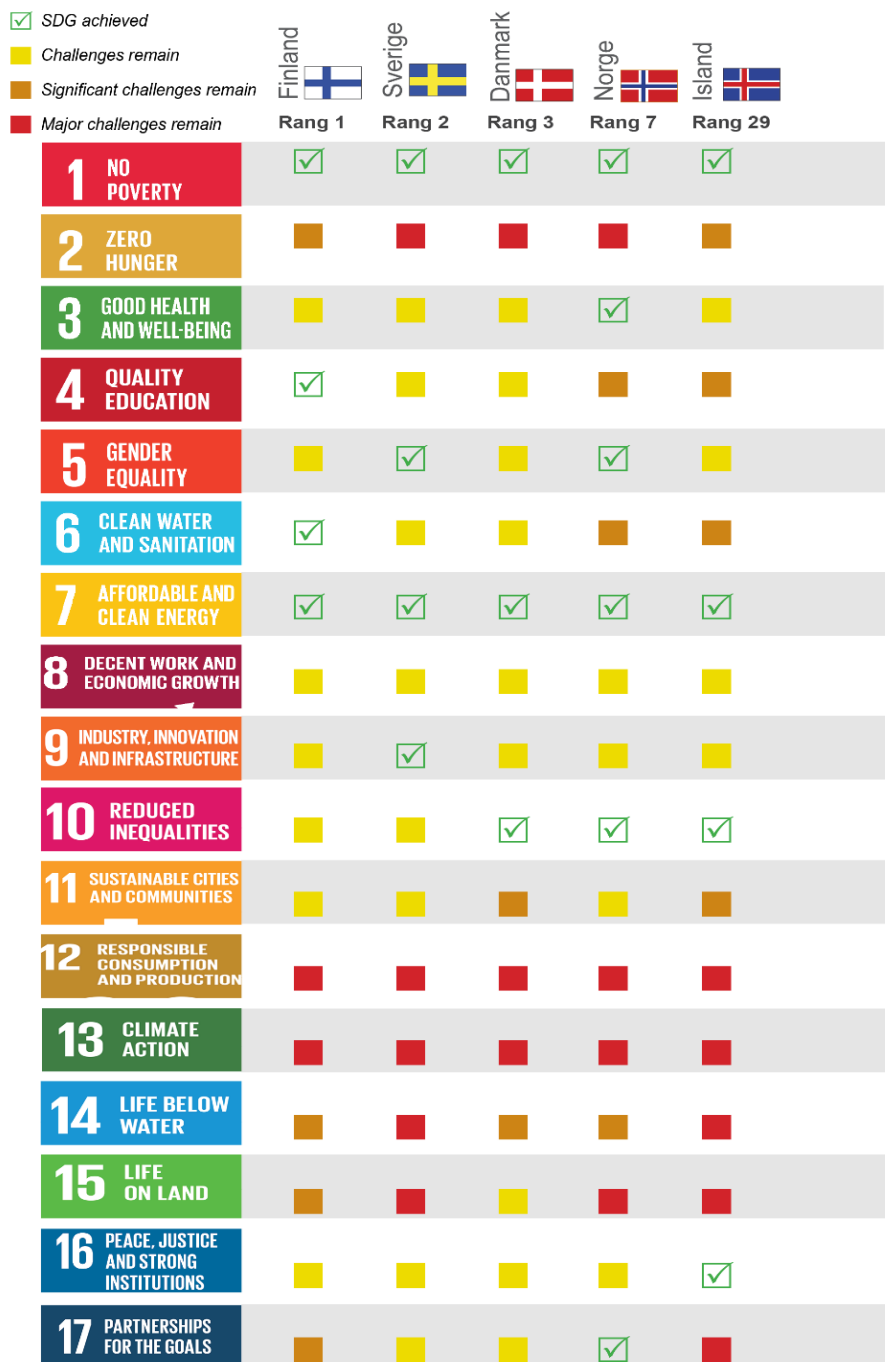 SDG achieved
Challenges remain
Significant challenges remain
Major challenges remain
Finland
Sverige
Danmark
Norge
Island
Rang 1 Rang 2 Rang 3 Rang 7 Rang 29
1 NO
POVERTY
2 ZERO
HUNGER
3 GOOD HEALTH
AND WELL-BEING
4 QUALITY
EDUCATION
5 GENDER
EQUALITY
6 CLEAN WATER
AND SANITATION
7 AFFORDABLE AND
CLEAN ENERGY
8 DECENT WORK AND
ECONOMIC GROWTH
9 INDUSTRY, INNOVATION
AND INFRASTRUCTURE
10 REDUCED
INEQUALITIES
11 SUSTAINABLE CITIES
AND COMMUNITIES
12 RESPONSIBLE
CONSUMPTION
AND PRODUCTION
13 CLIMATE
ACTION
14 LIFE BELOW
WATER
15 LIFE
ON LAND
16 PEACE, JUSTICE
AND STRONG
INSTITUTIONS
17 PARTNERSHIPS
FOR THE GOALS